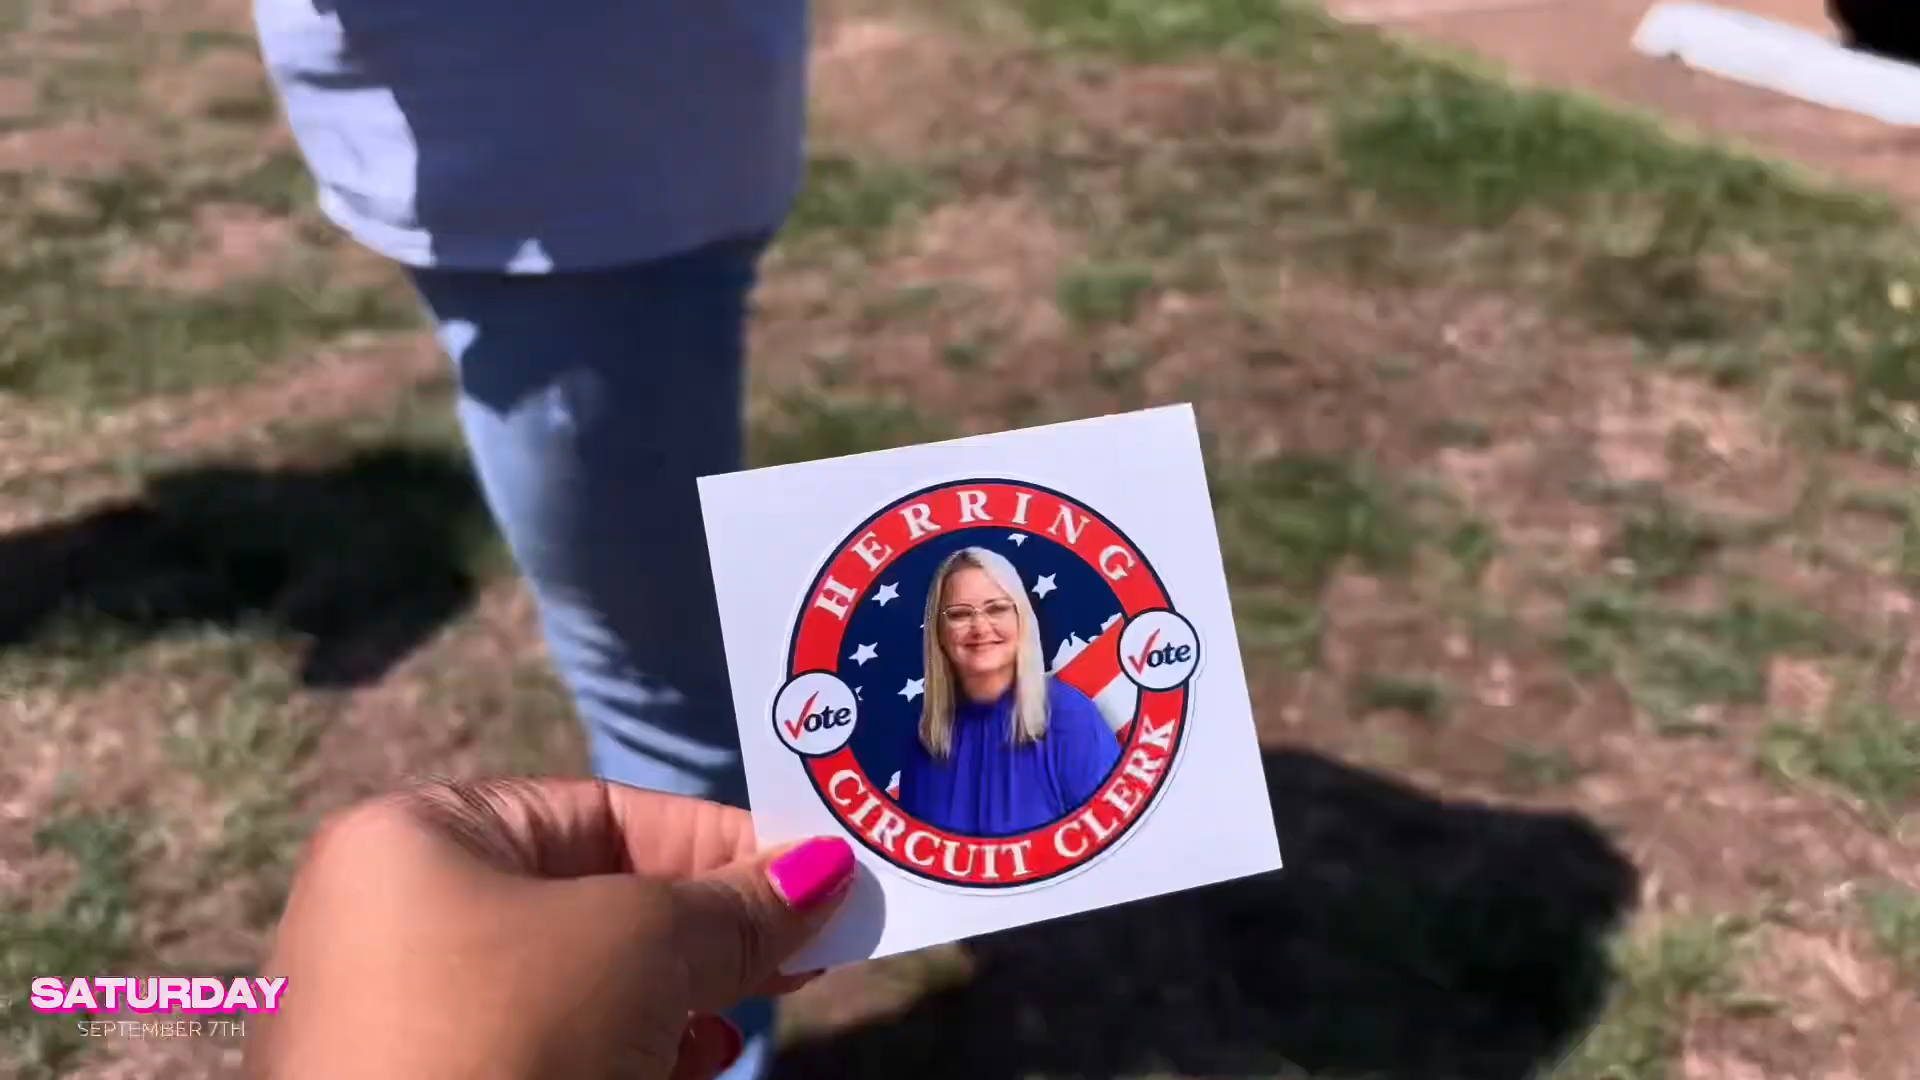 HERRING
Vote
Vote
CIRCUIT CLERK
SATURDAY
SEPTEMBER 7TH